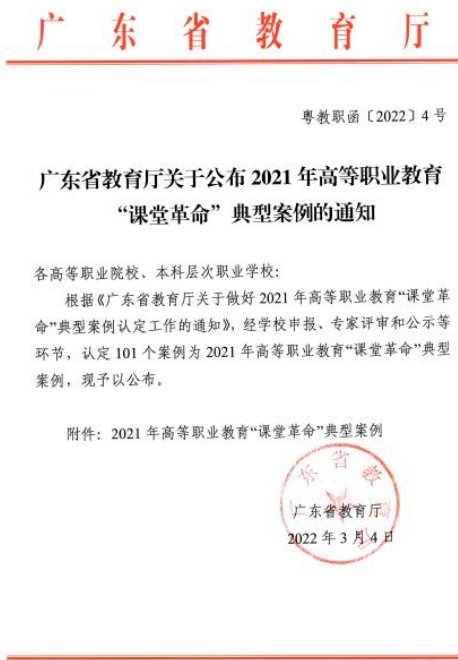 广东省教育厅
粤教职函〔2022〕4号
广东省教育厅关于公布2021年高等职业教育
“课堂革命”典型案例的通知
各高等职业院校、本科层次职业学校：
根据《广东省教育厅关于做好2021年高等职业教育“课堂革
命”典型案例认定工作的通知》，经学校申报、专家评审和公示等
环节，认定101个案例为2021年高等职业教育“课堂革命”典型
案例，现予以公布。
附件：2021年高等职业教育“课堂革命”典型案例
广东省教育厅
广东省教育厅
2022年3月4日